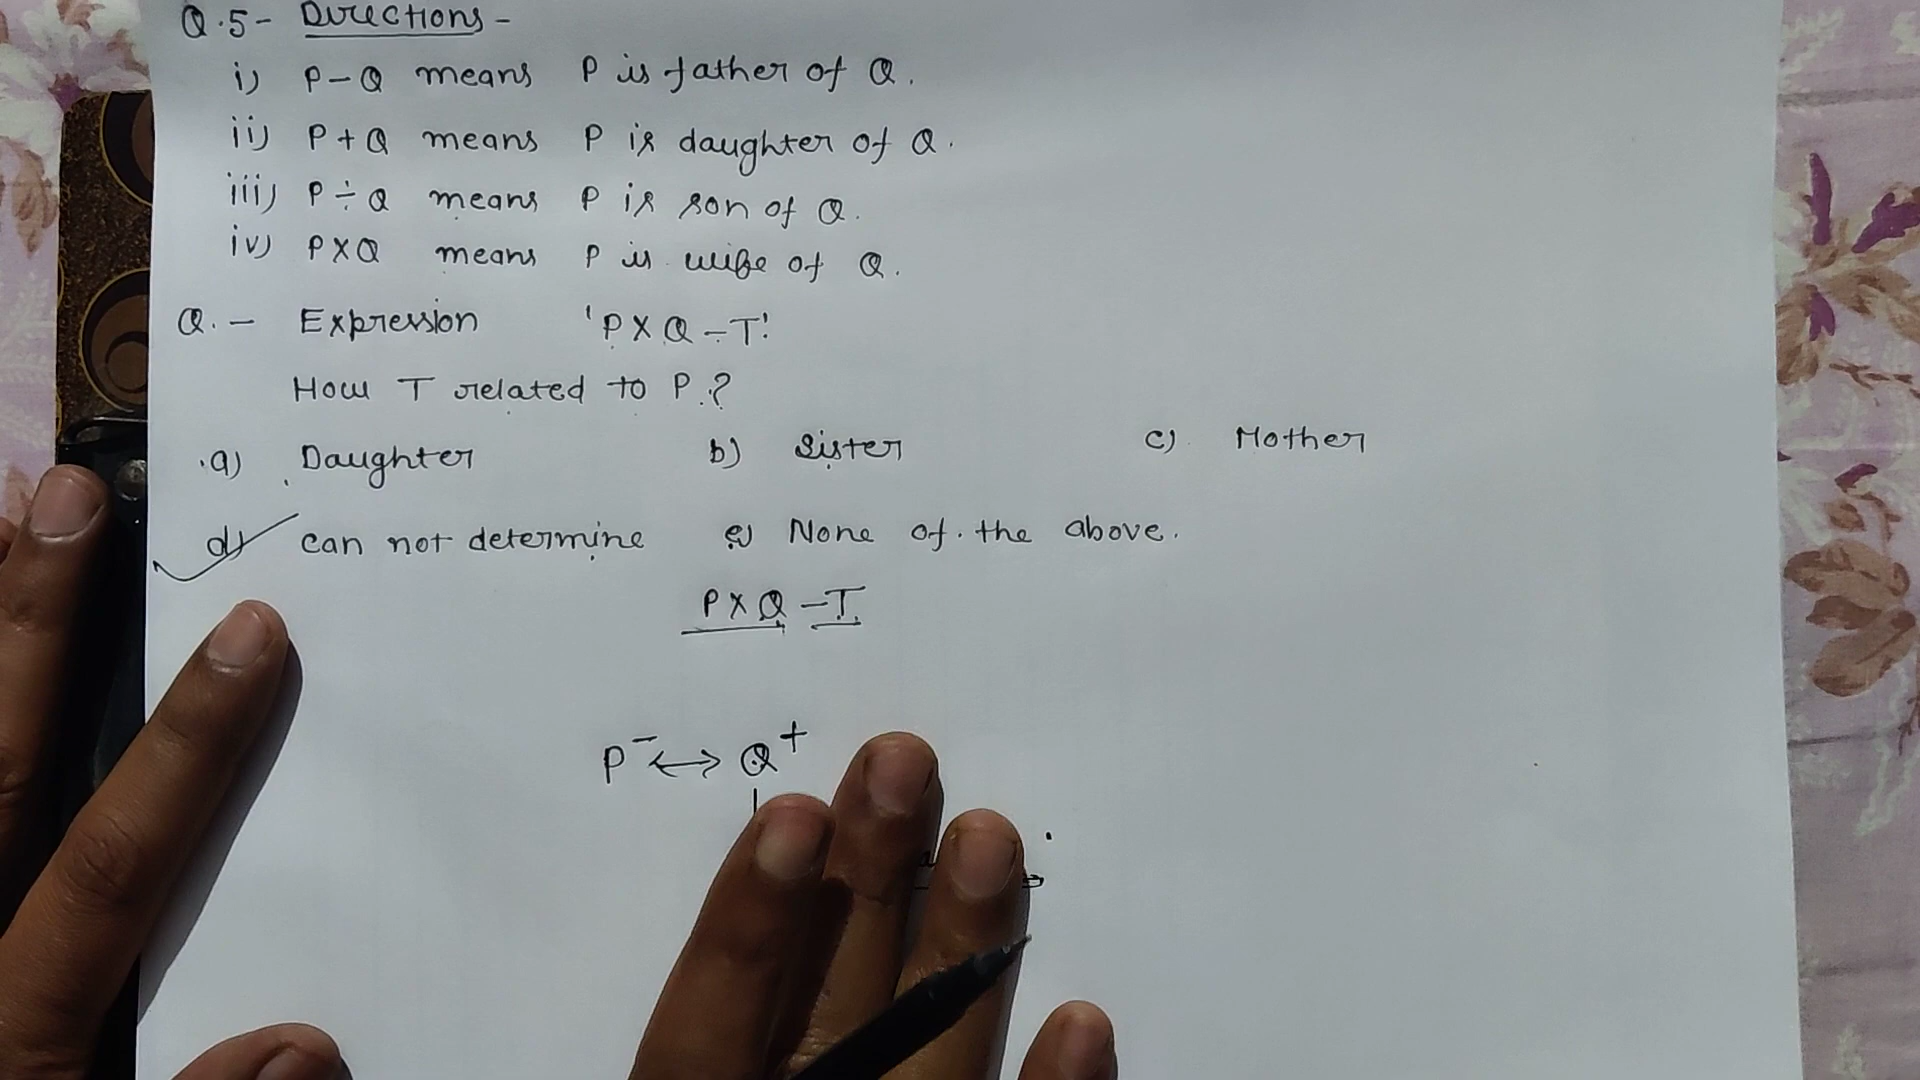 Q.5- Directions -
i) P-Q means P is father of Q.
ii) P+Q means P is daughter of Q.
iii) P÷Q means P is son of Q.
iv) P×Q means P is wife of Q.
Q.- Expression 'P×Q-T'
How T related to P.?
a) Daughter b) Sister c) Mother
d) can not determine e) None of the above.
P×Q-T
P⁻↔Q⁺